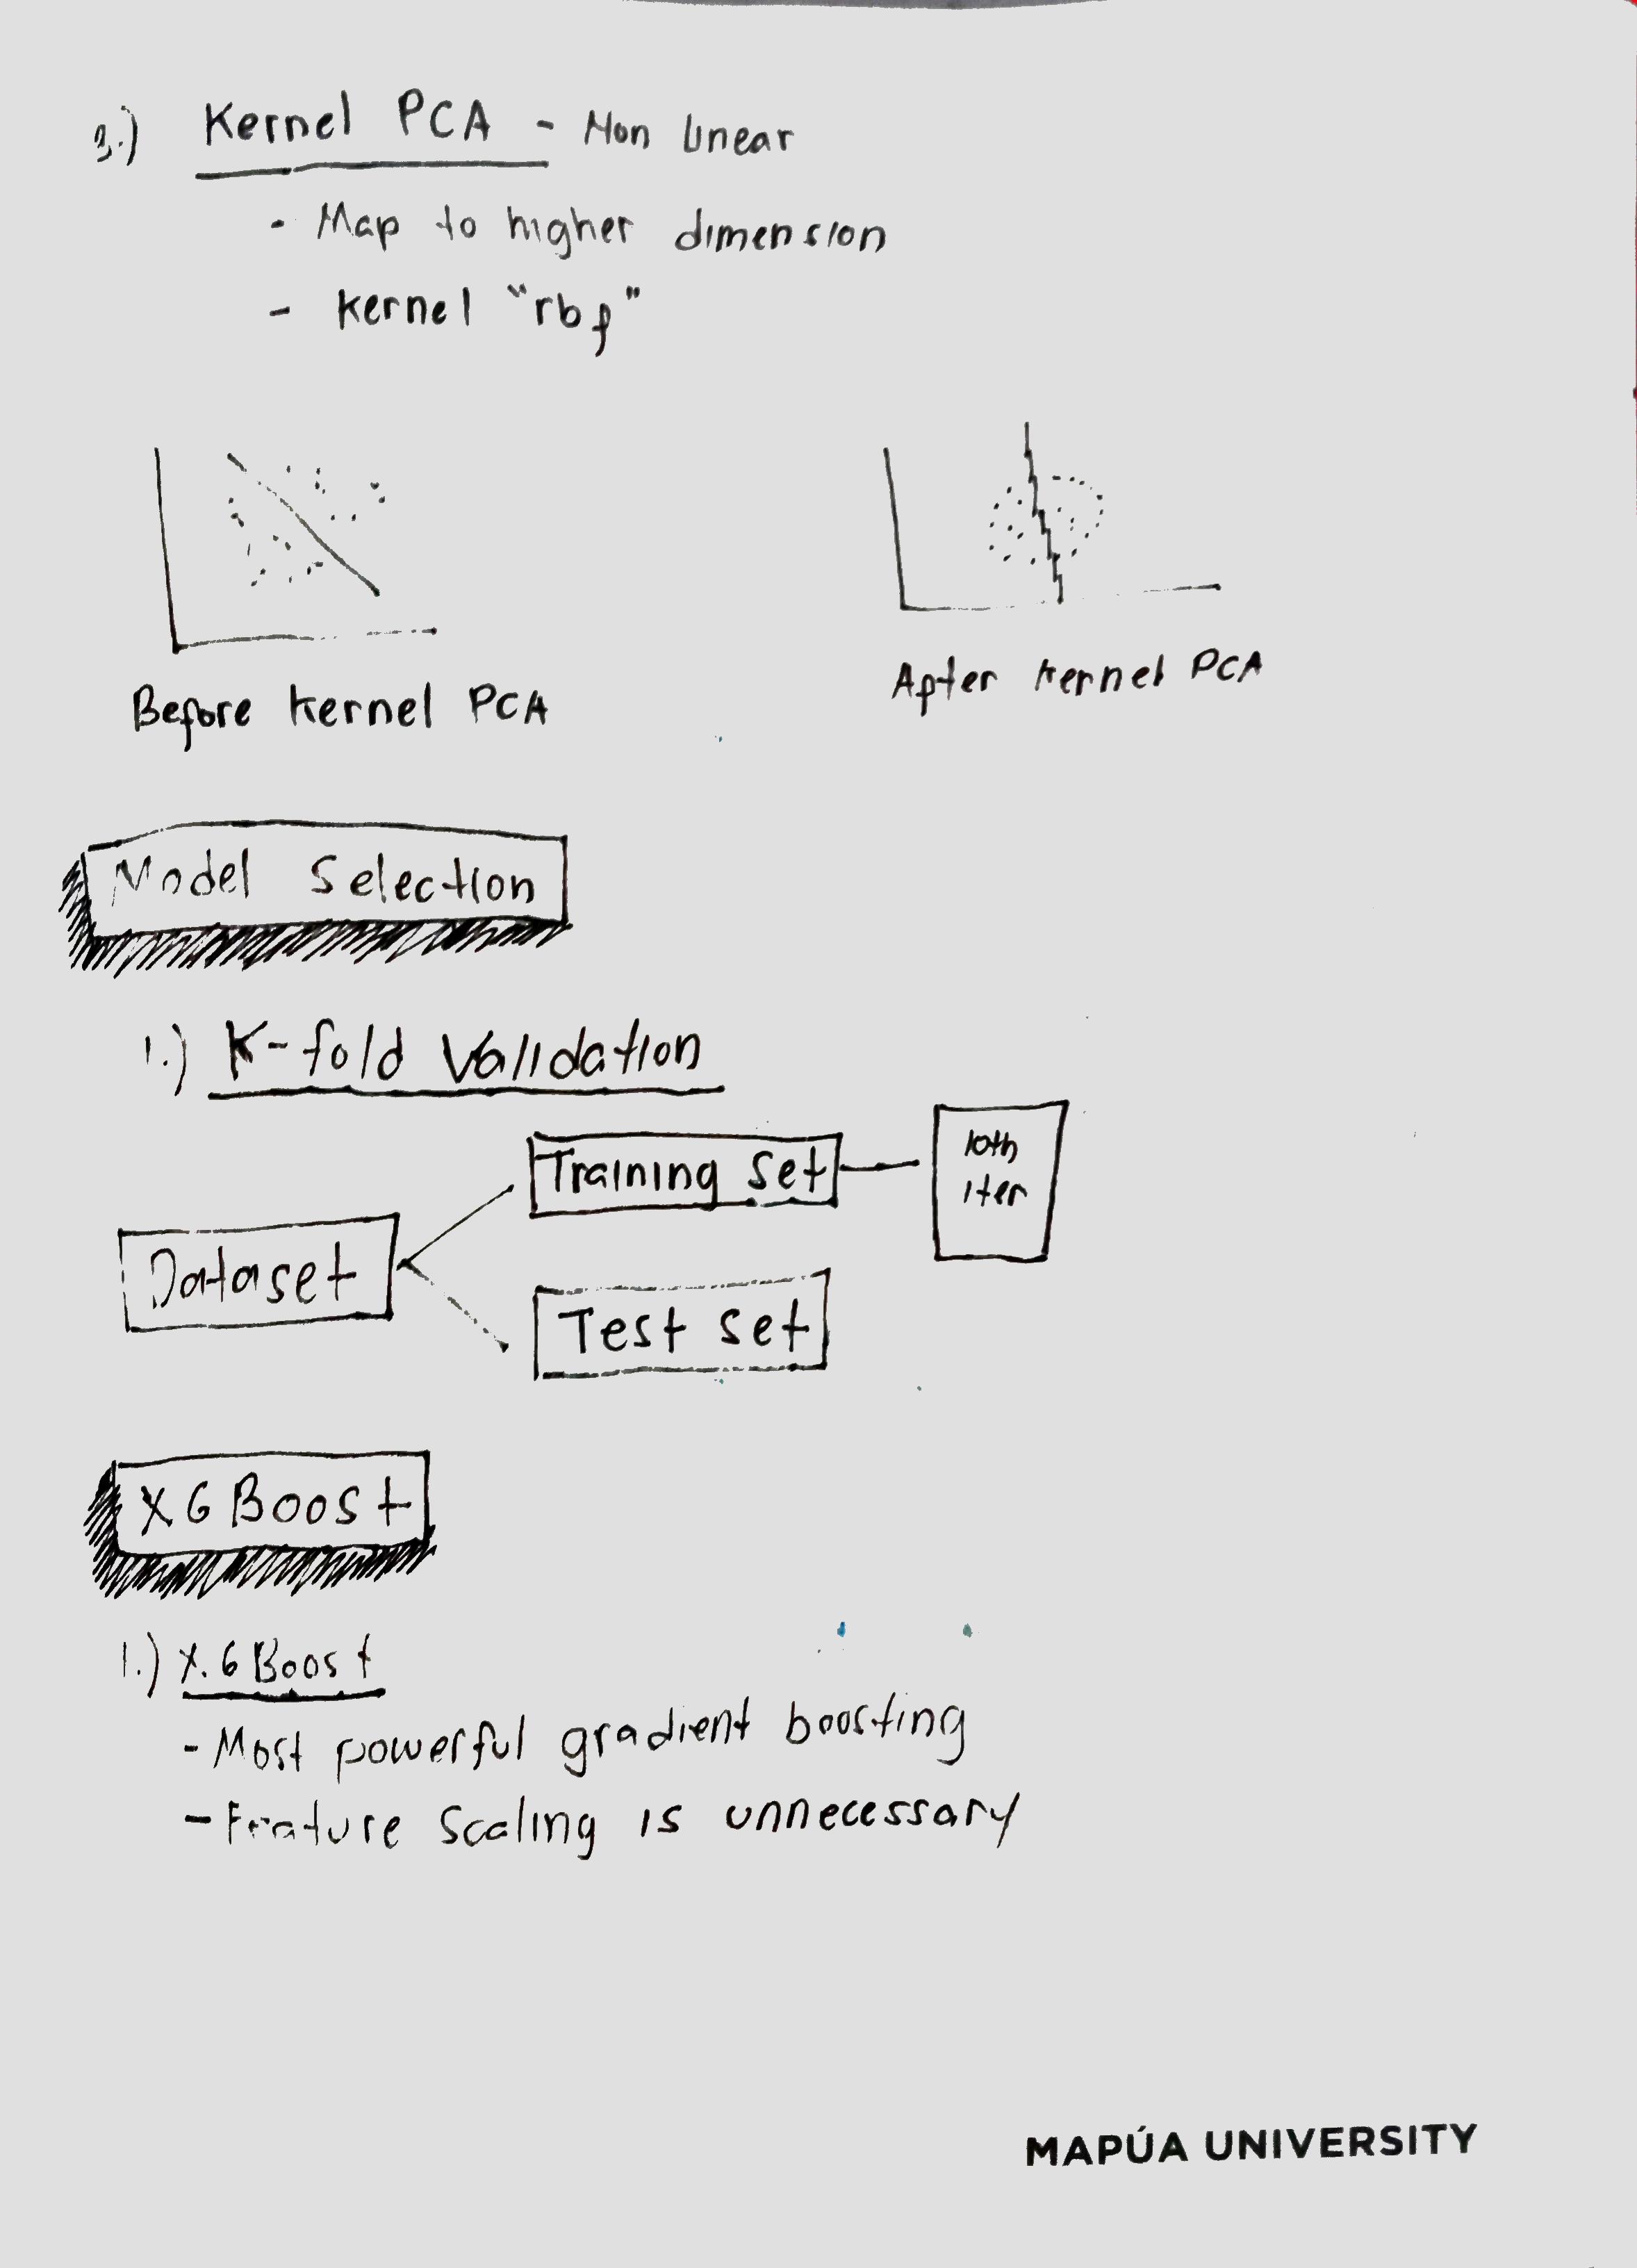 3.) Kernel PCA - Non linear
- Map to higher dimension
- Kernel "rbf"
Before Kernel PCA
After Kernel PCA
Model Selection
1.) K-fold Validation
Training Set
10th
iter
Dataset
Test Set
XGBoost
1.) X.GBoost
- Most powerful gradient boosting
- Feature Scaling is unnecessary
MAPÚA UNIVERSITY